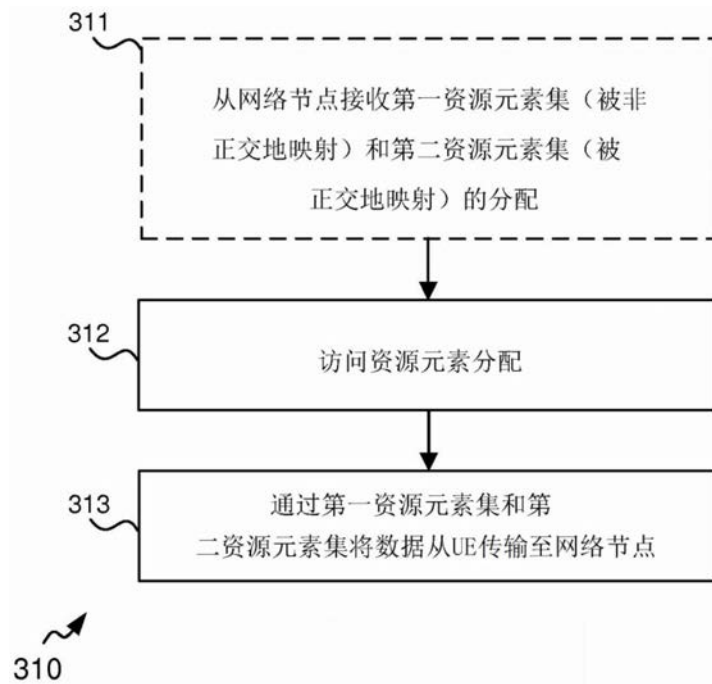 311
从网络节点接收第一资源元素集（被非
正交地映射）和第二资源元素集（被
正交地映射）的分配
312
访问资源元素分配
313
通过第一资源元素集和第
二资源元素集将数据从UE传输至网络节点
310